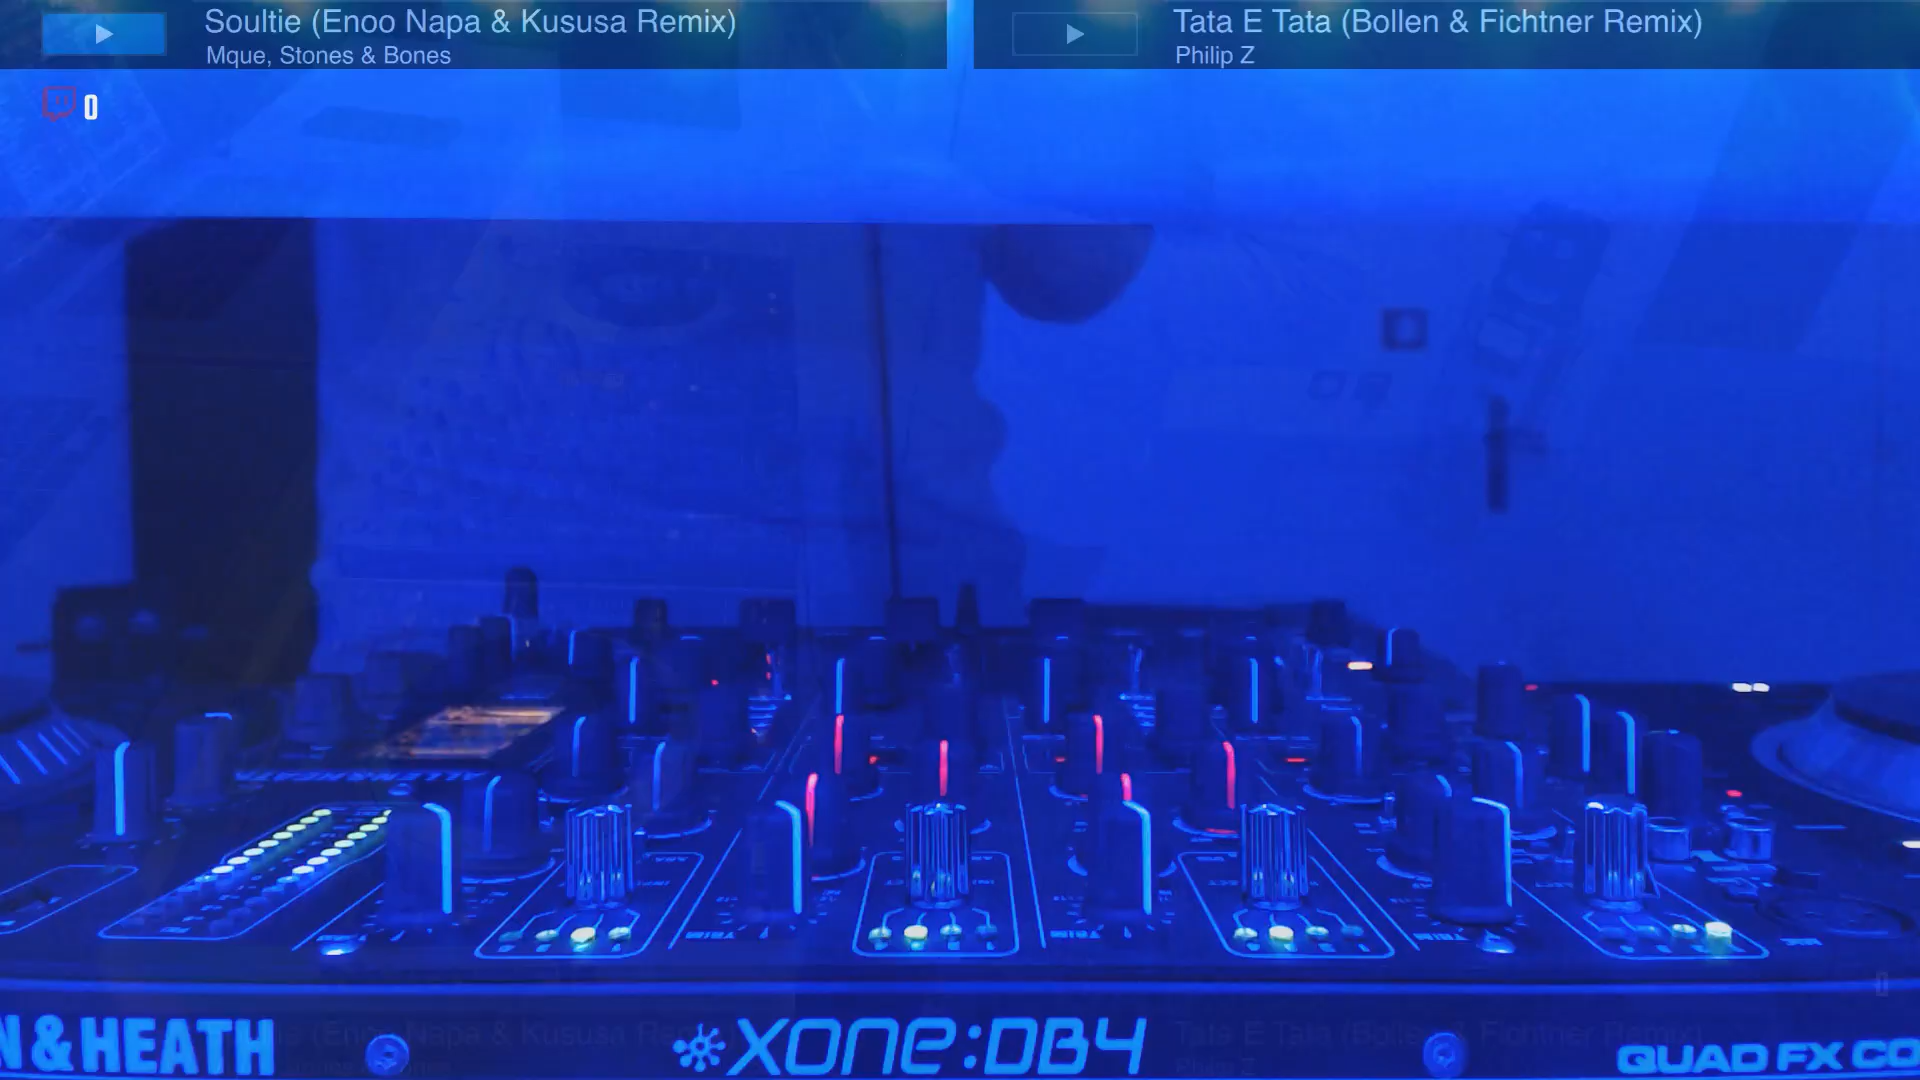 Soultie (Enoo Napa & Kususa Remix)
Mque, Stones & Bones
Tata E Tata (Bollen & Fichtner Remix)
Philip Z
0
N & HEATH
XONE:DB4
QUAD FX CO